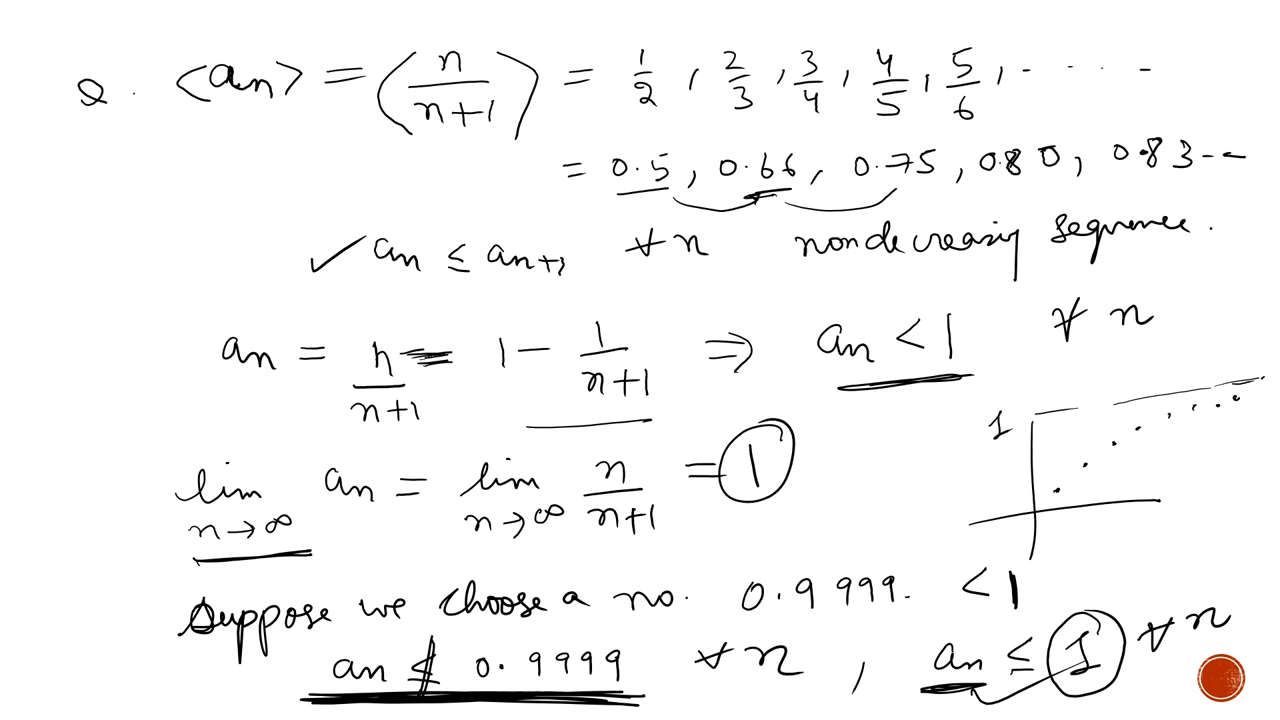 Q. <an> = <n/(n+1)> = 1/2, 2/3, 3/4, 4/5, 5/6, - - - - -
= 0.5, 0.66, 0.75, 0.80, 0.83--
✓ an ≤ an+1 ∀ n nondecreasing sequence.
an = n/(n+1) = 1 - 1/(n+1) ⇒ an < 1 ∀ n
1
lim n→∞ an = lim n→∞ n/(n+1) = 1
Suppose we choose a no. 0.9999. < 1
an ≰ 0.9999 ∀ n, an ≤ 1 ∀ n